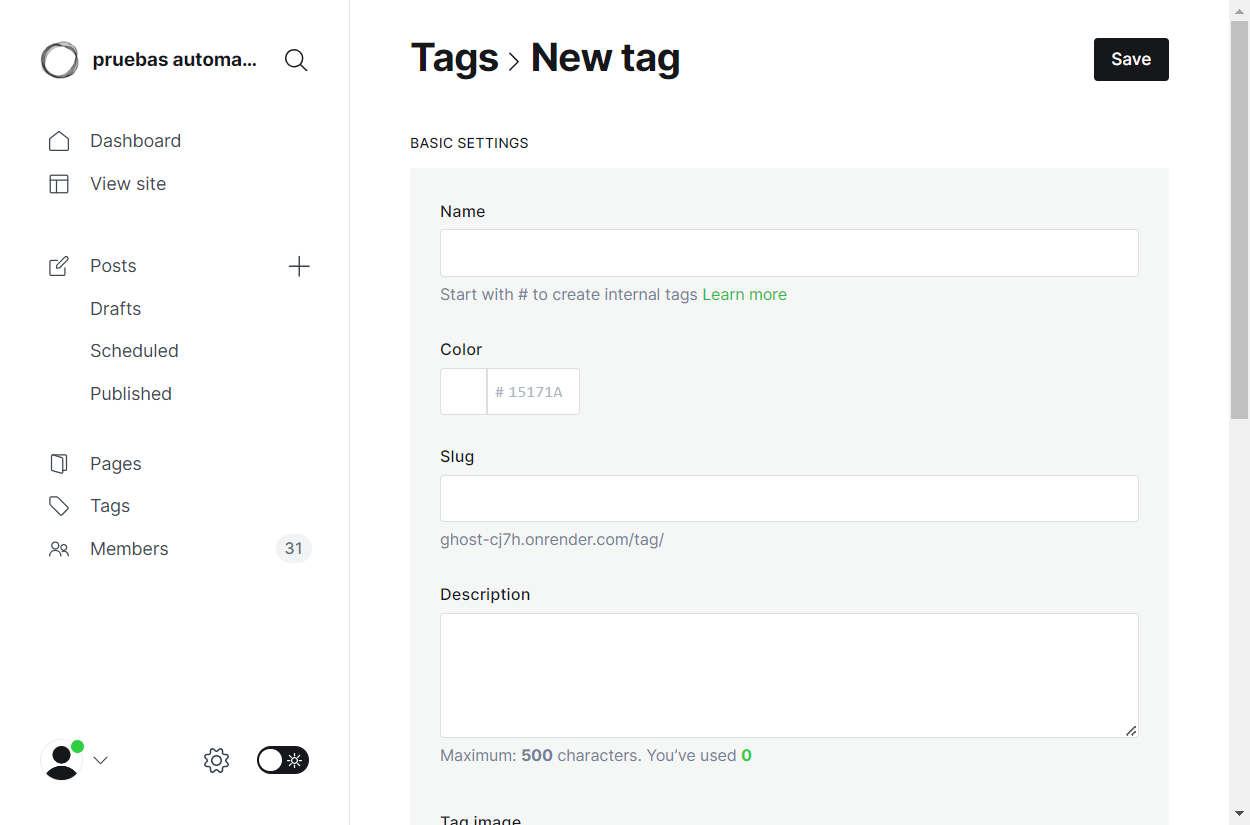 pruebas automa...
Dashboard
View site
Posts
Drafts
Scheduled
Published
Pages
Tags
Members 31
Tags › New tag
Save
BASIC SETTINGS
Name
Start with # to create internal tags Learn more
Color
# 15171A
Slug
ghost-cj7h.onrender.com/tag/
Description
Maximum: 500 characters. You’ve used 0
Tag image